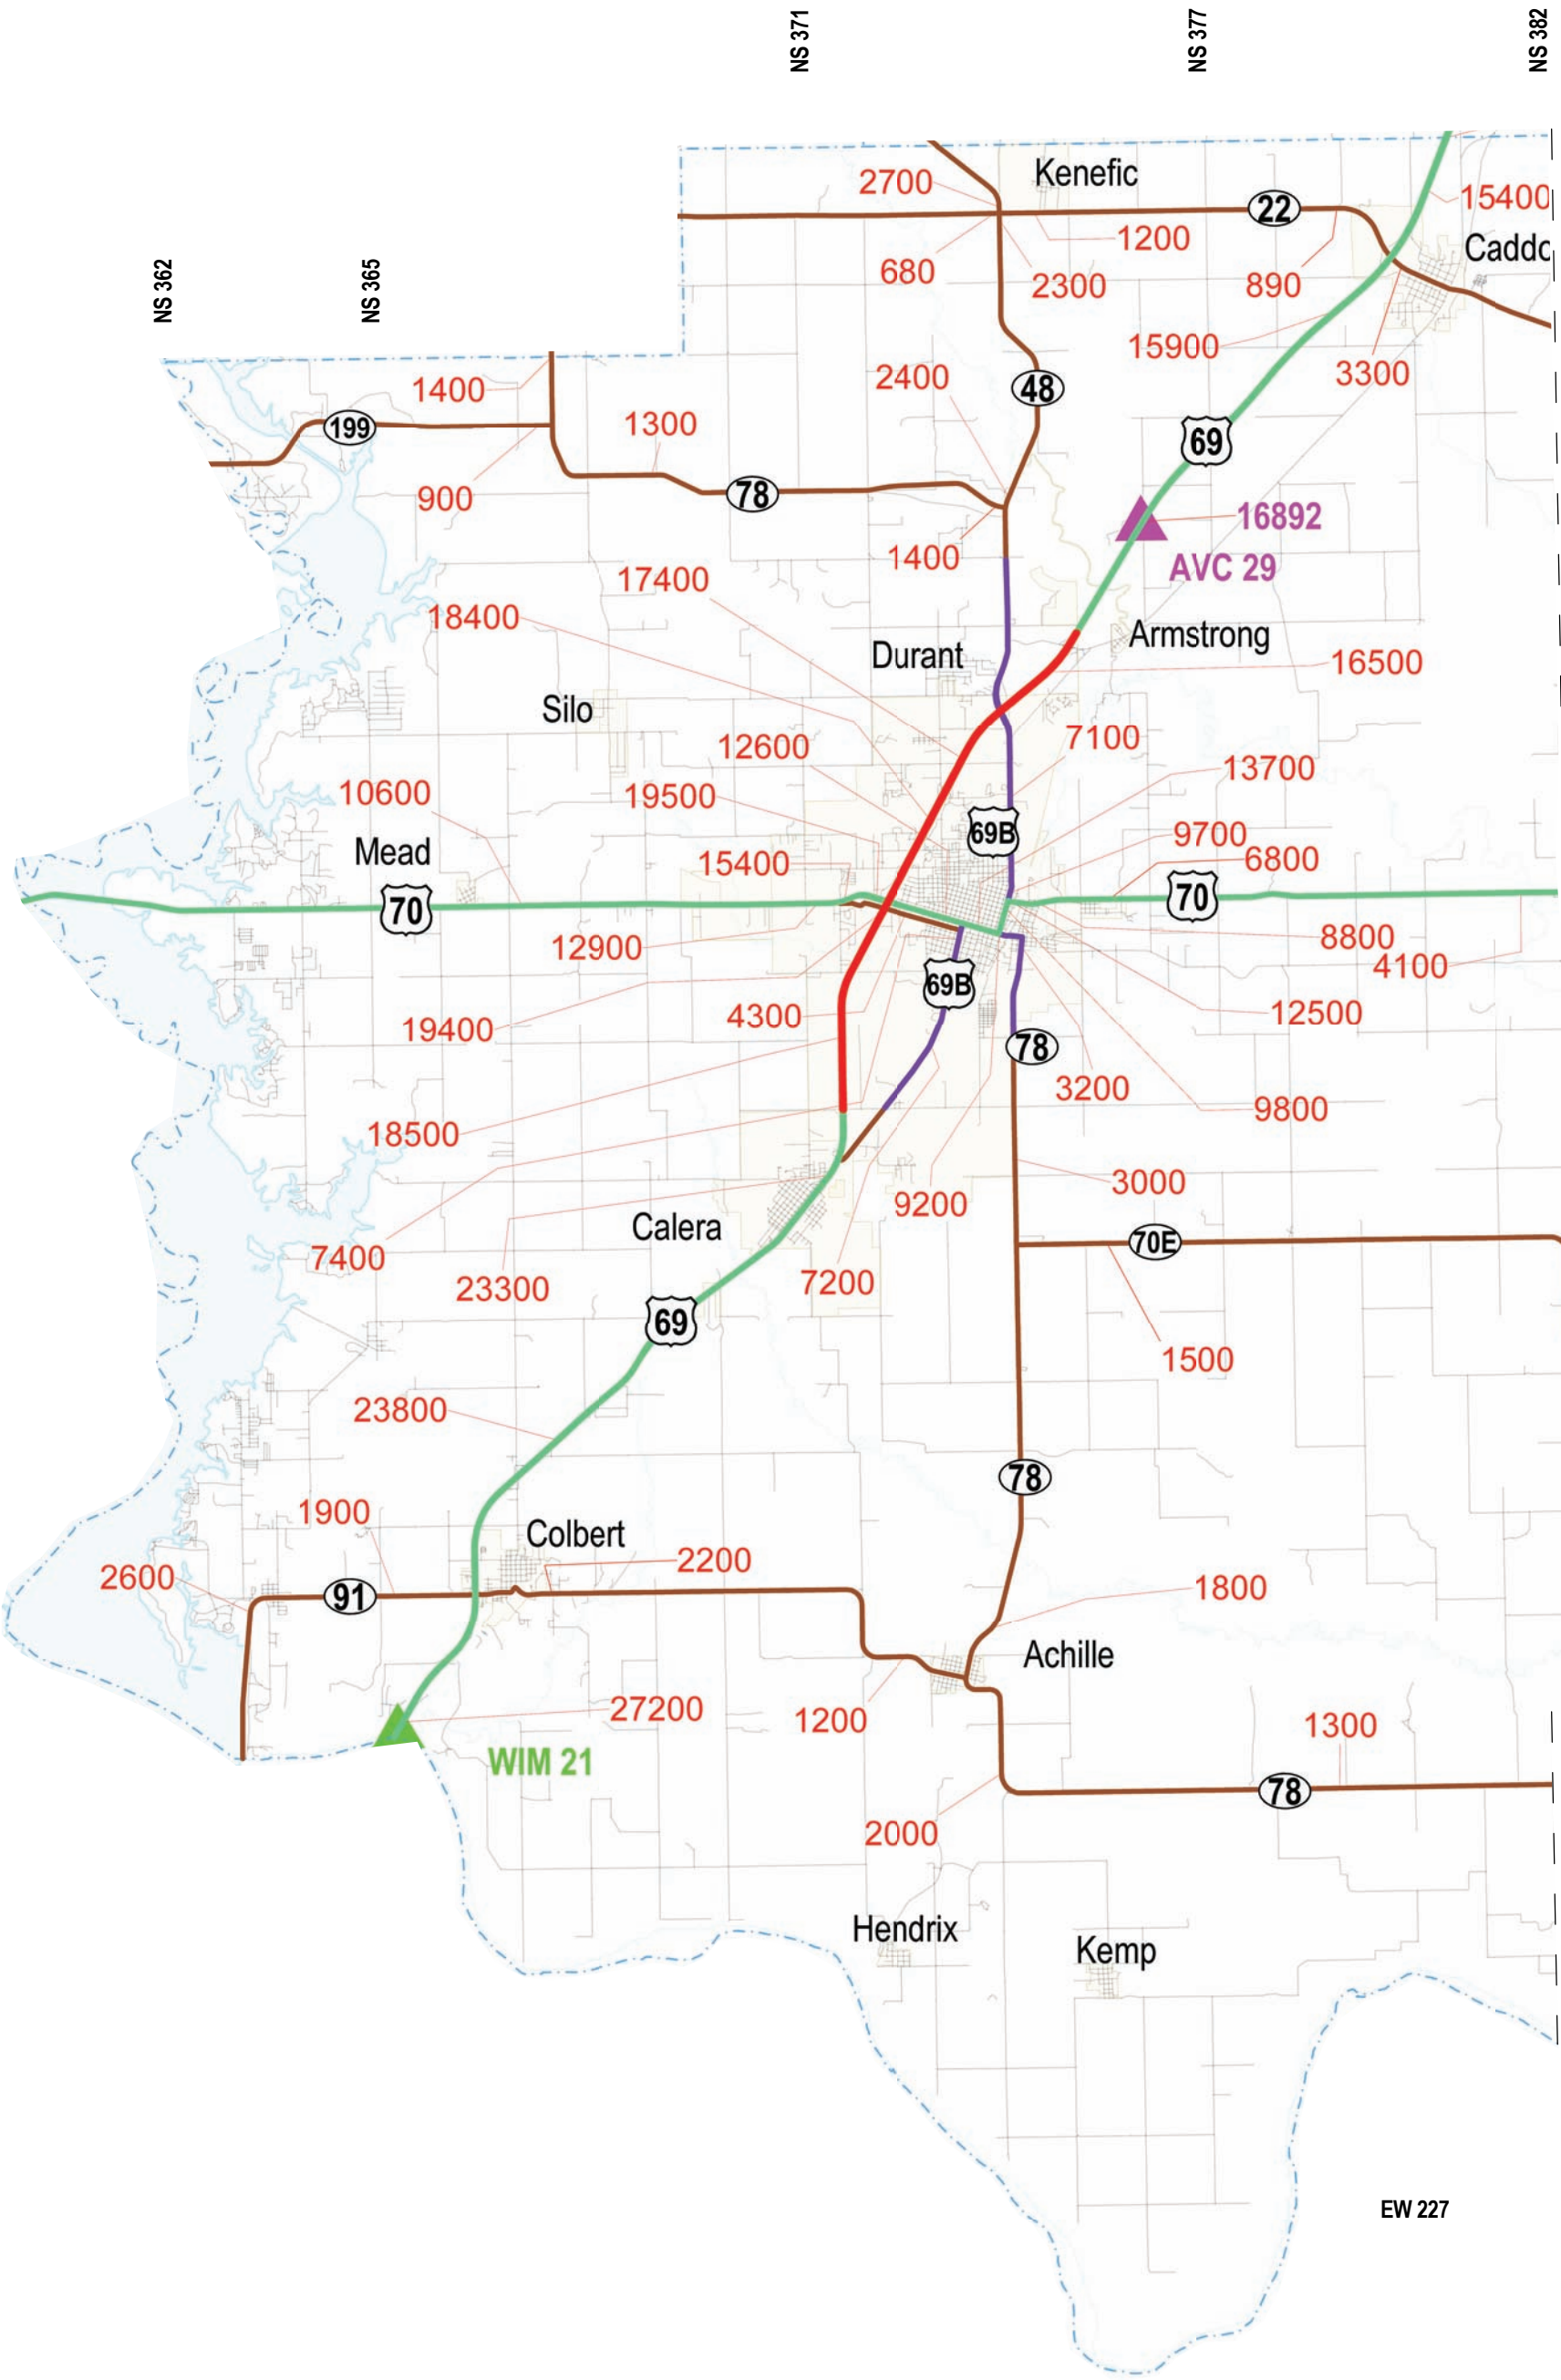 NS 371
NS 377
NS 382
Kenefic
2700
22
15400
1200
Caddo
NS 362
NS 365
680
2300
890
15900
3300
1400
2400
48
199
1300
69
900
78
16892
1400
AVC 29
17400
18400
Durant
Armstrong
16500
Silo
12600
7100
13700
10600
19500
69B
9700
Mead
15400
6800
70
70
12900
8800
4100
69B
19400
4300
12500
78
3200
9800
18500
3000
9200
Calera
70E
7400
23300
7200
69
1500
23800
78
1900
Colbert
2200
2600
91
1800
Achille
27200
1200
1300
WIM 21
78
2000
Hendrix
Kemp
EW 227